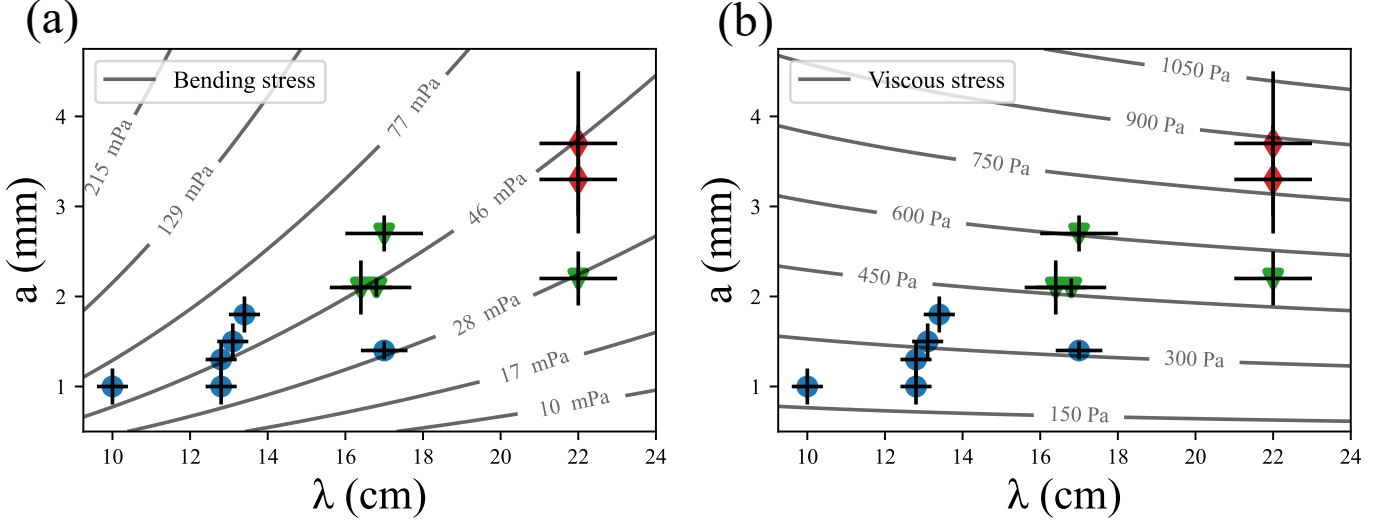 (a)
Bending stress
215 mPa
129 mPa
77 mPa
46 mPa
28 mPa
17 mPa
10 mPa
4
3
2
1
a (mm)
10 12 14 16 18 20 22 24
λ (cm)
(b)
Viscous stress
1050 Pa
900 Pa
750 Pa
600 Pa
450 Pa
300 Pa
150 Pa
4
3
2
1
a (mm)
10 12 14 16 18 20 22 24
λ (cm)